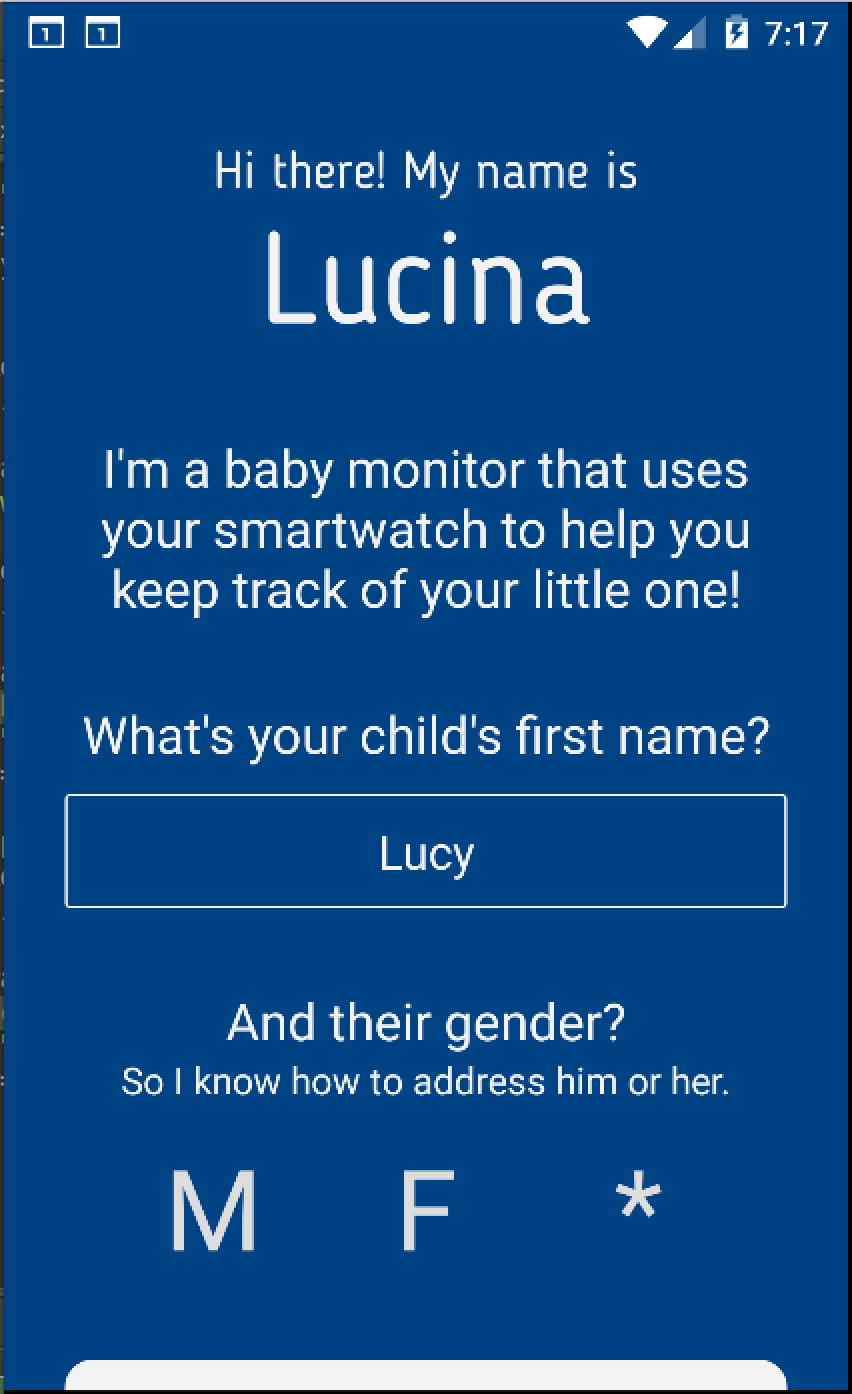 1 1 7:17
Hi there! My name is
Lucina
I'm a baby monitor that uses
your smartwatch to help you
keep track of your little one!
What's your child's first name?
Lucy
And their gender?
So I know how to address him or her.
M F *